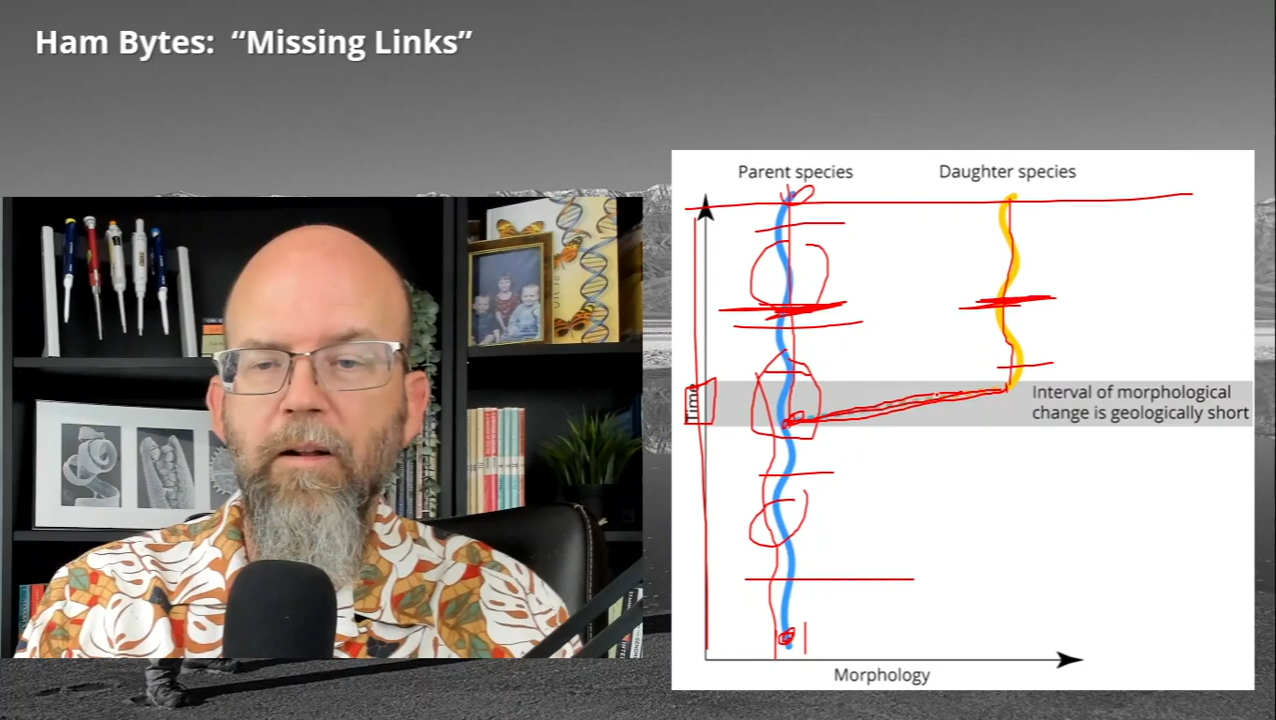 Ham Bytes: “Missing Links”
Parent species
Daughter species
Time
Interval of morphological
change is geologically short
Morphology